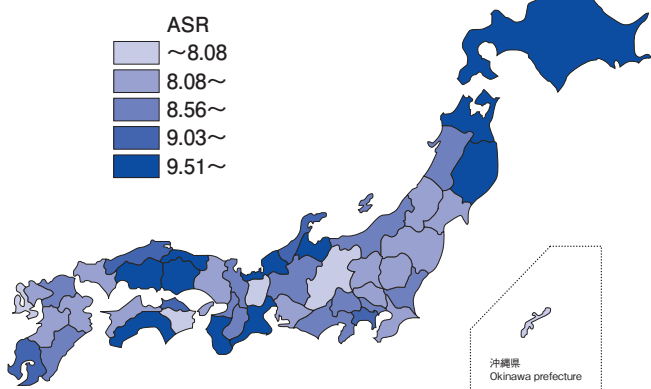 ASR
～8.08
8.08～
8.56～
9.03～
9.51～
沖縄県
Okinawa prefecture